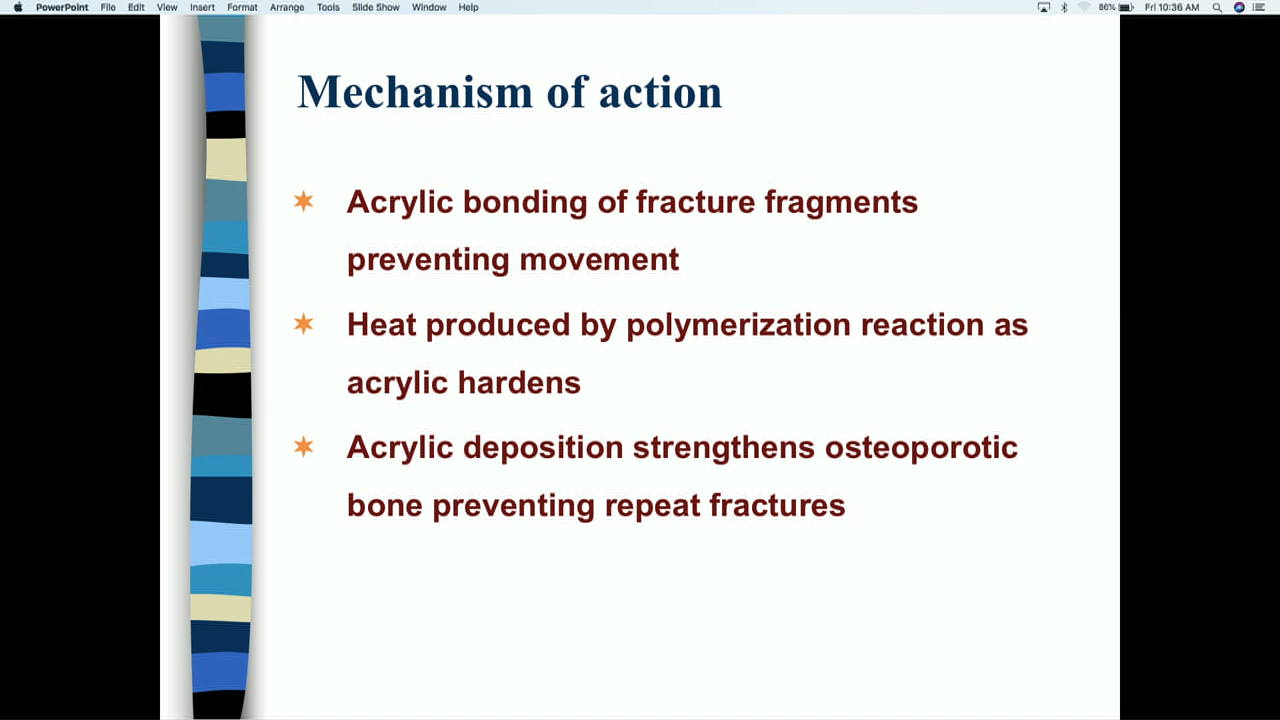 PowerPoint File Edit View Insert Format Arrange Tools Slide Show Window Help 86% Fri 10:36 AM
Mechanism of action
Acrylic bonding of fracture fragments
preventing movement
Heat produced by polymerization reaction as
acrylic hardens
Acrylic deposition strengthens osteoporotic
bone preventing repeat fractures